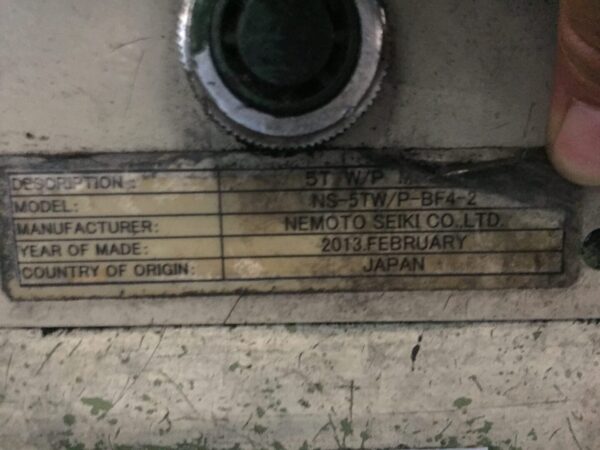 DESCRIPTION: 5T W/P
MODEL: NS-5TW/P-BF4-2
MANUFACTURER: NEMOTO SEIKI CO.,LTD
YEAR OF MADE: 2013.FEBRUARY
COUNTRY OF ORIGIN: JAPAN